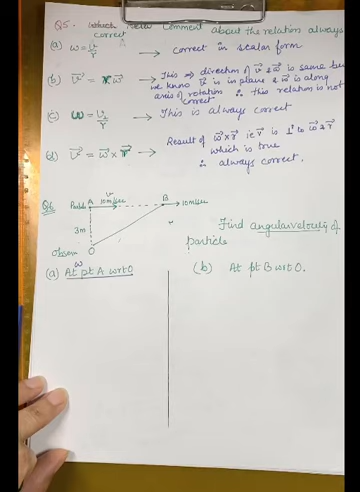 Q5. Comment about the relation always correct
(a) ω = v/r → correct in scalar form
(b) v⃗ = r ω⃗ → This ⇒ direction of v⃗ & ω⃗ is same but
we know v⃗ is in plane & ω⃗ is along
axis of rotation ∴ this relation is not
correct
(c) ω = v⊥/r → This is always correct
(d) v⃗ = ω⃗ × r⃗ → Result of ω⃗ × r⃗ i.e v⃗ is ⊥r to ω⃗ & r⃗
which is true
∴ always correct.
Q6 Particle A v 10m/sec B 10m/sec
3m
Observer O
Find angular velocity of
particle
(a) At pt A wrt O
(b) At pt B wrt O.